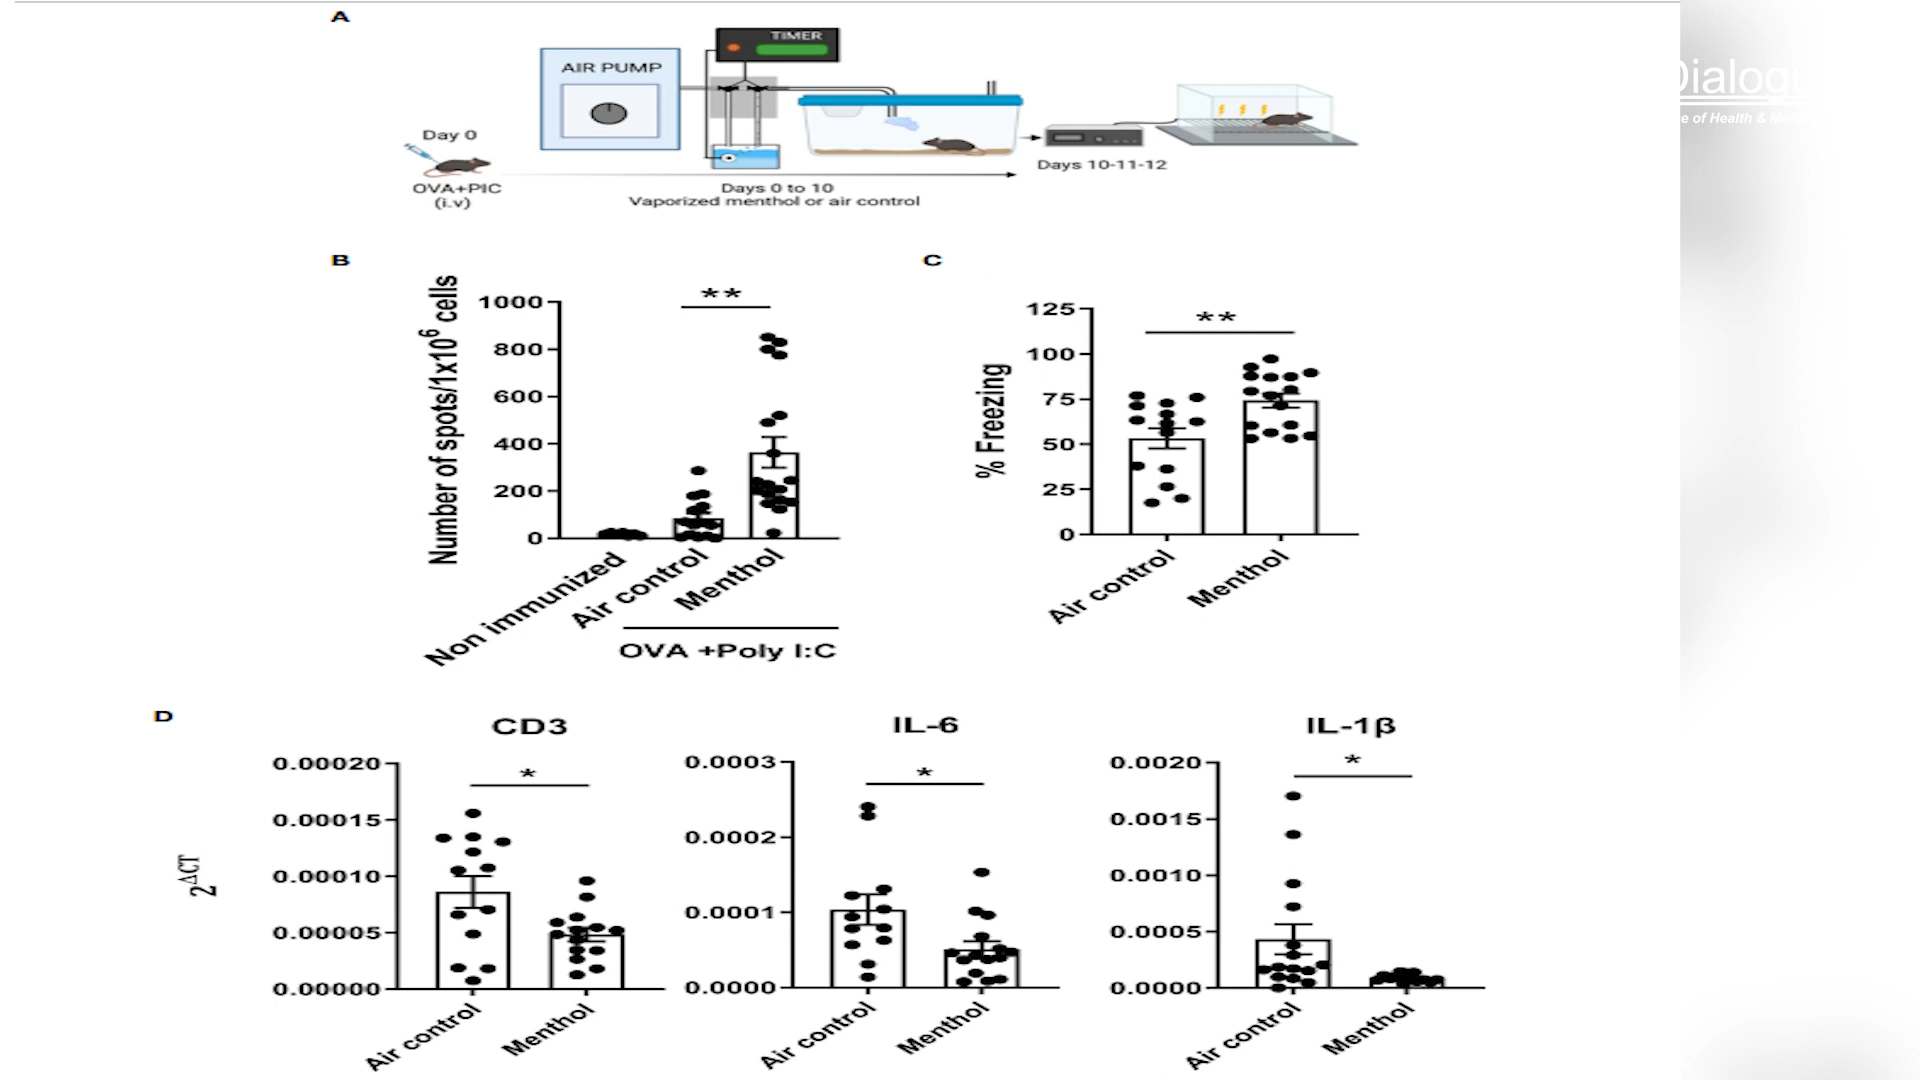 A
TIMER
AIR PUMP
Day 0
OVA+PIC
(i.v)
Days 0 to 10
Vaporized menthol or air control
Days 10-11-12
B
Number of spots/1x10⁶ cells
1000
800
600
400
200
0
**
Non immunized
Air control
Menthol
OVA +Poly I:C
C
% Freezing
125
100
75
50
25
0
**
Air control
Menthol
D
2^ΔCT
CD3
0.00020
0.00015
0.00010
0.00005
0.00000
*
Air control
Menthol
IL-6
0.0003
0.0002
0.0001
0.0000
*
Air control
Menthol
IL-1β
0.0020
0.0015
0.0010
0.0005
0.0000
*
Air control
Menthol
of Health &